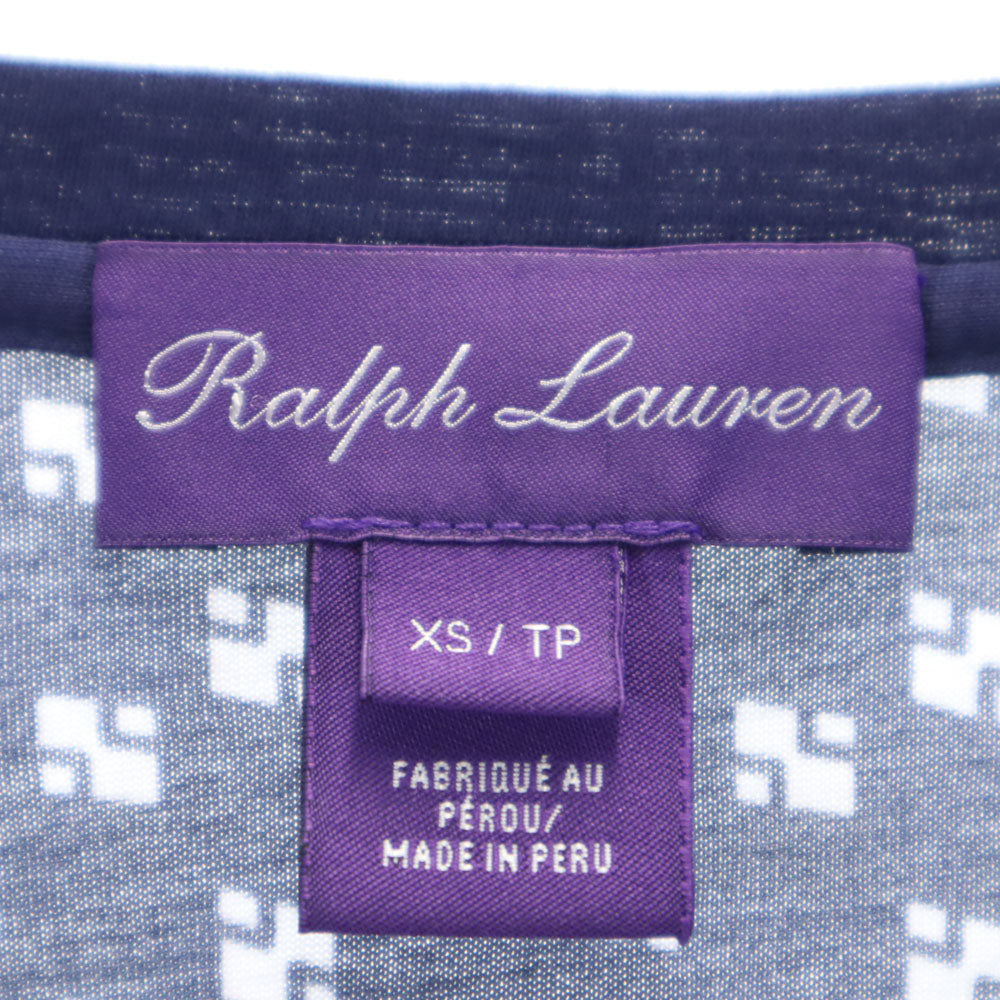 Ralph Lauren
XS / TP
FABRIQUÉ AU
PÉROU/
MADE IN PERU